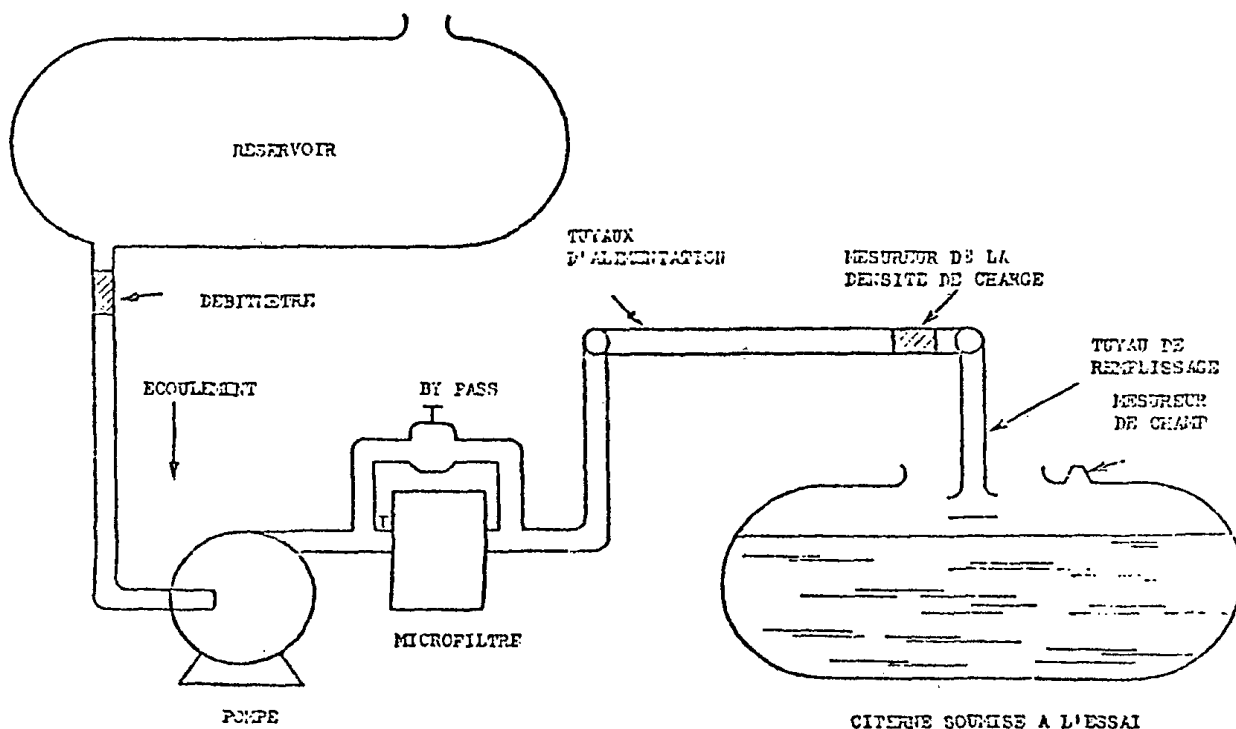 RESERVOIR
TUYAUX
D'ALIMENTATION
MESUREUR DE LA
DENSITE DE CHARGE
DEBITMETRE
TUYAU DE
REMPLISSAGE
ECOULEMENT
BY PASS
MESUREUR
DE CHAMP
MICROFILTRE
POMPE
CITERNE SOUMISE A L'ESSAI